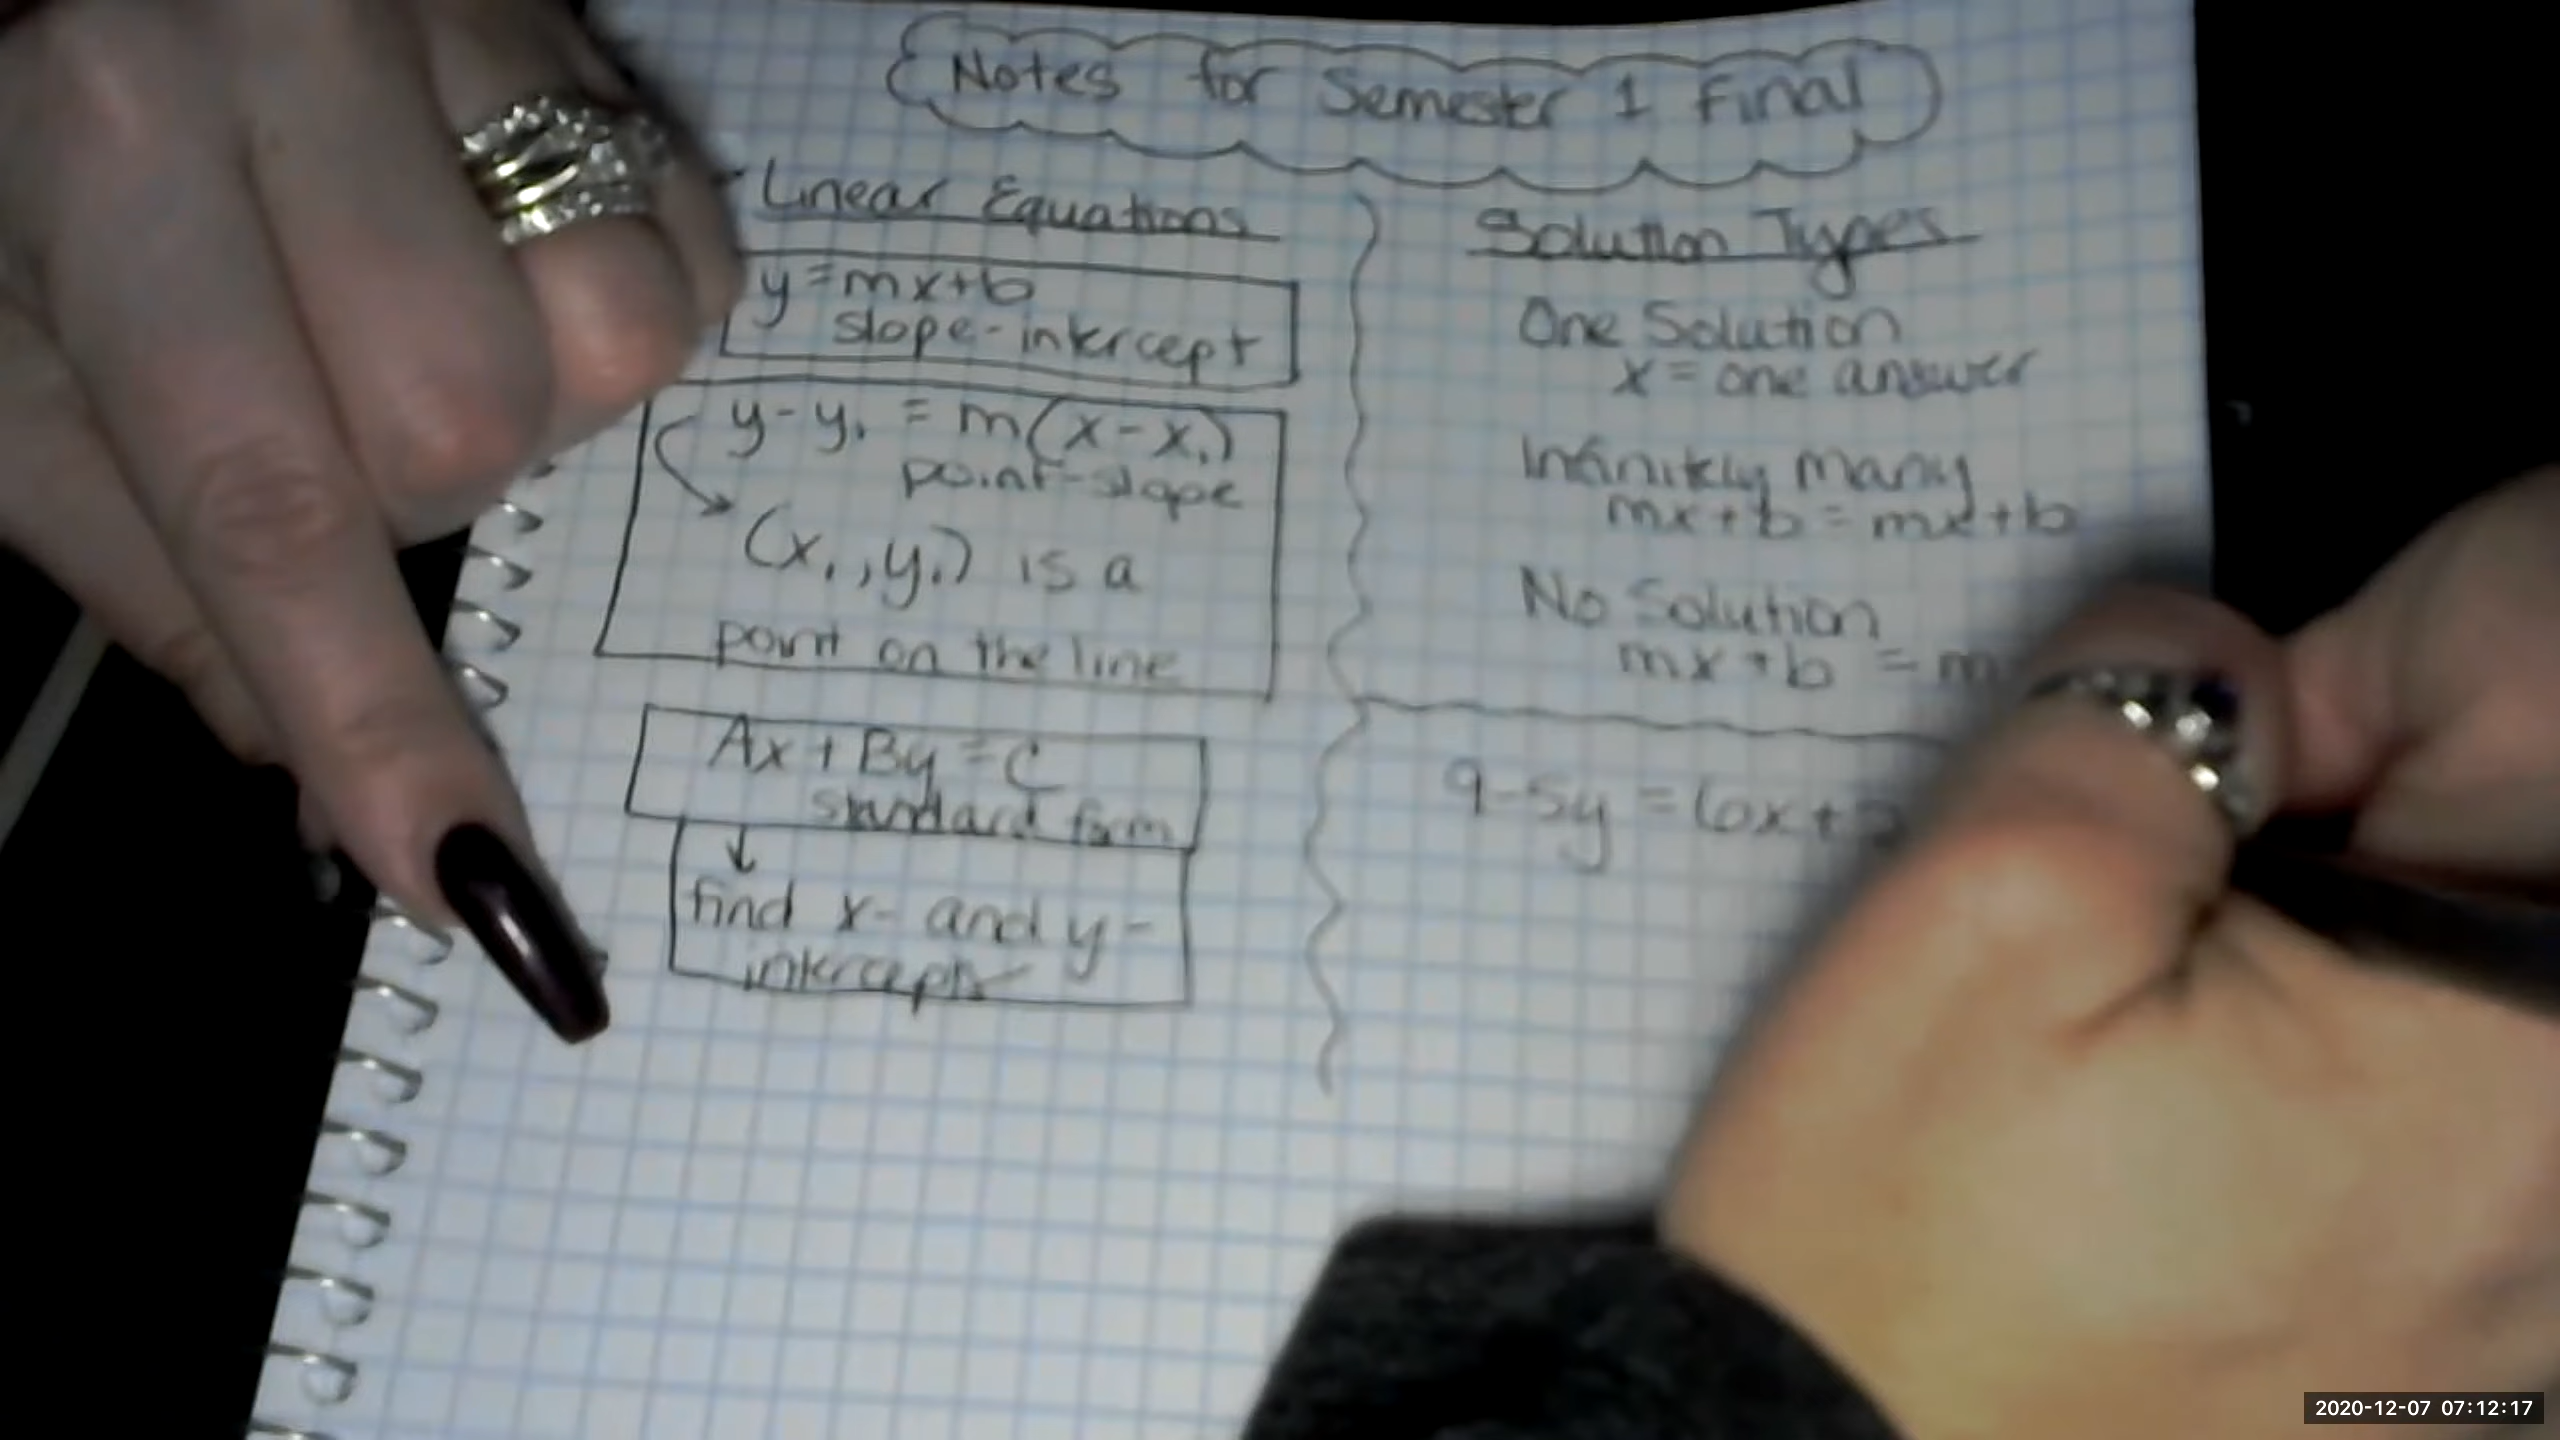 Notes for Semester 1 Final
Linear Equations
y = mx+b
slope-intercept
y - y₁ = m(x - x₁)
point-slope
(x₁, y₁) is a
point on the line
Ax + By = C
standard form
↓
find x- and y-
intercepts
Solution Types
One Solution
x = one answer
Infinitely Many
mx + b = mx + b
No Solution
mx + b = m
9 - 5y = 6x +
2020-12-07 07:12:17